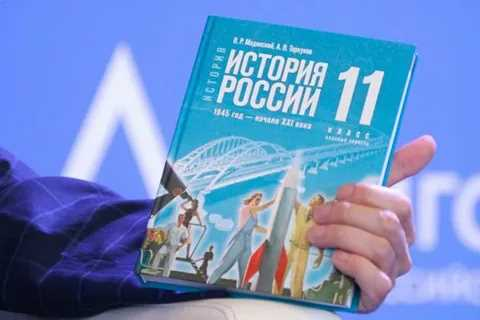 В. Р. Мединский, А. В. Торкунов
ИСТОРИЯ
ИСТОРИЯ
РОССИИ
11
КЛАСС
1945 год — начало XXI века